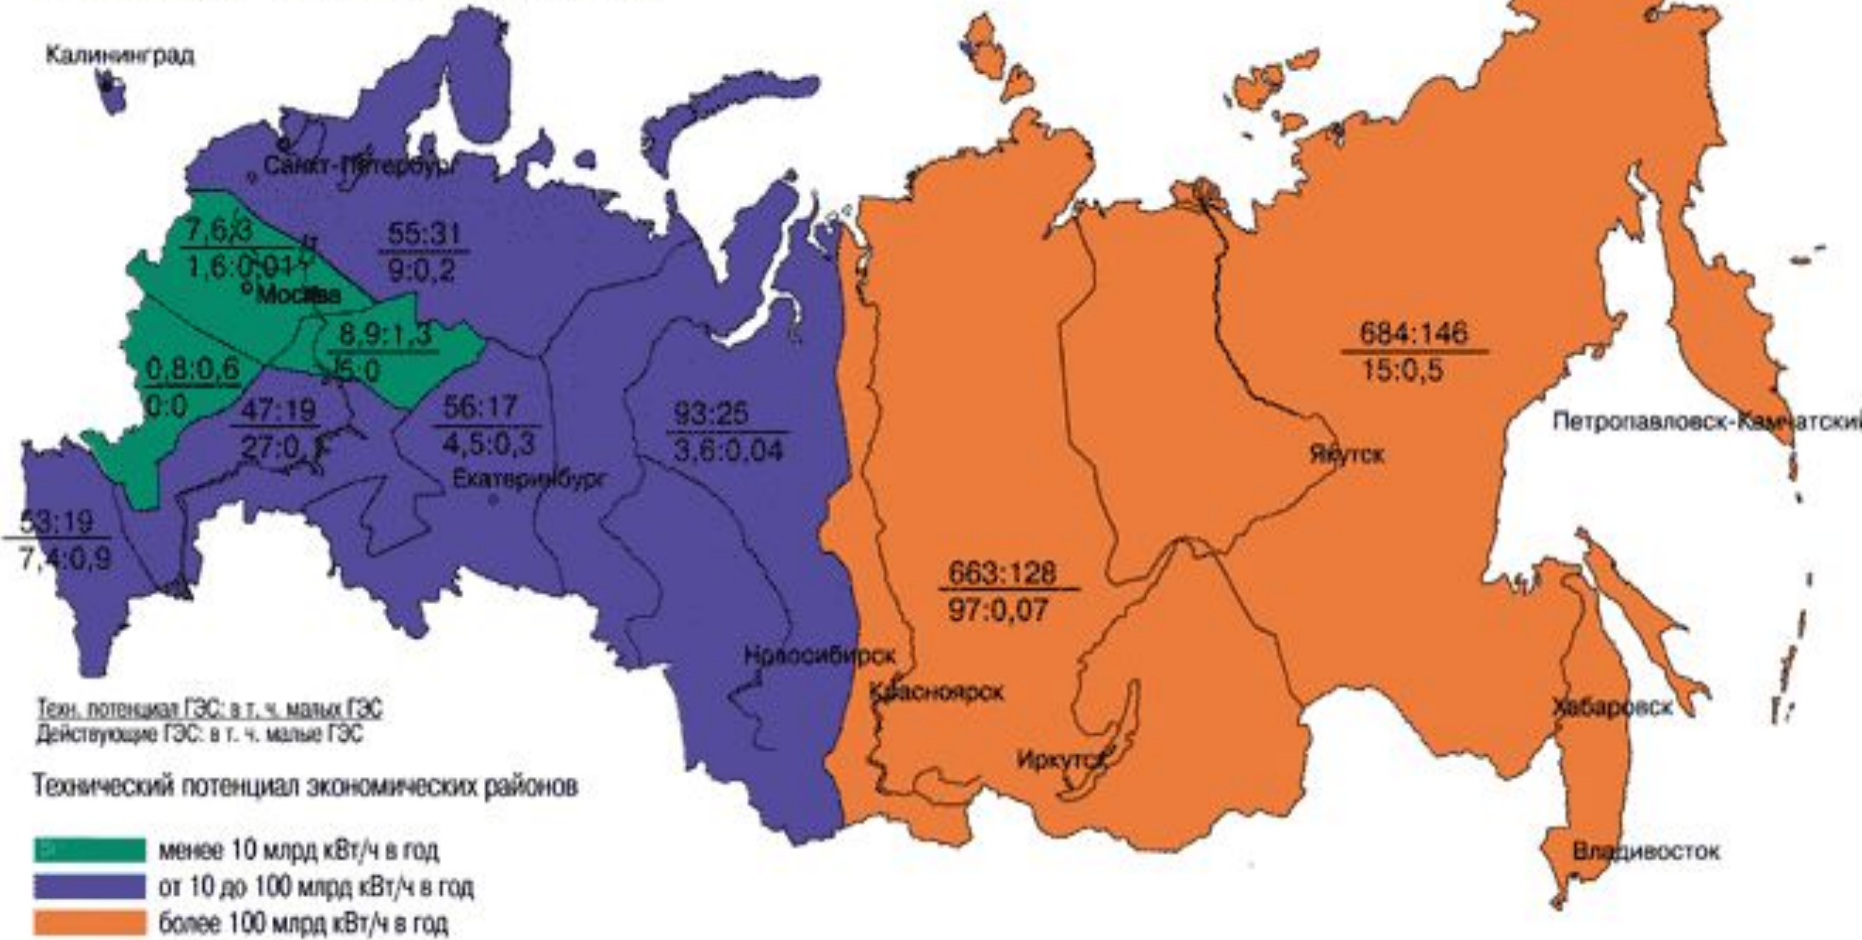 Калининград
Санкт-Петербург
7,6:3
1,6:0,011
Москва
55:31
9:0,2
8,9:1,3
5:0
0,8:0,6
0:0
47:19
27:0,
56:17
4,5:0,3
Екатеринбург
93:25
3,6:0,04
53:19
7,4:0,9
684:146
15:0,5
Петропавловск-Камчатский
Якутск
663:128
97:0,07
Новосибирск
Красноярск
Иркутск
Хабаровск
Владивосток
Техн. потенциал ГЭС: в т. ч. малых ГЭС
Действующие ГЭС: в т. ч. малые ГЭС
Технический потенциал экономических районов
менее 10 млрд кВт/ч в год
от 10 до 100 млрд кВт/ч в год
более 100 млрд кВт/ч в год